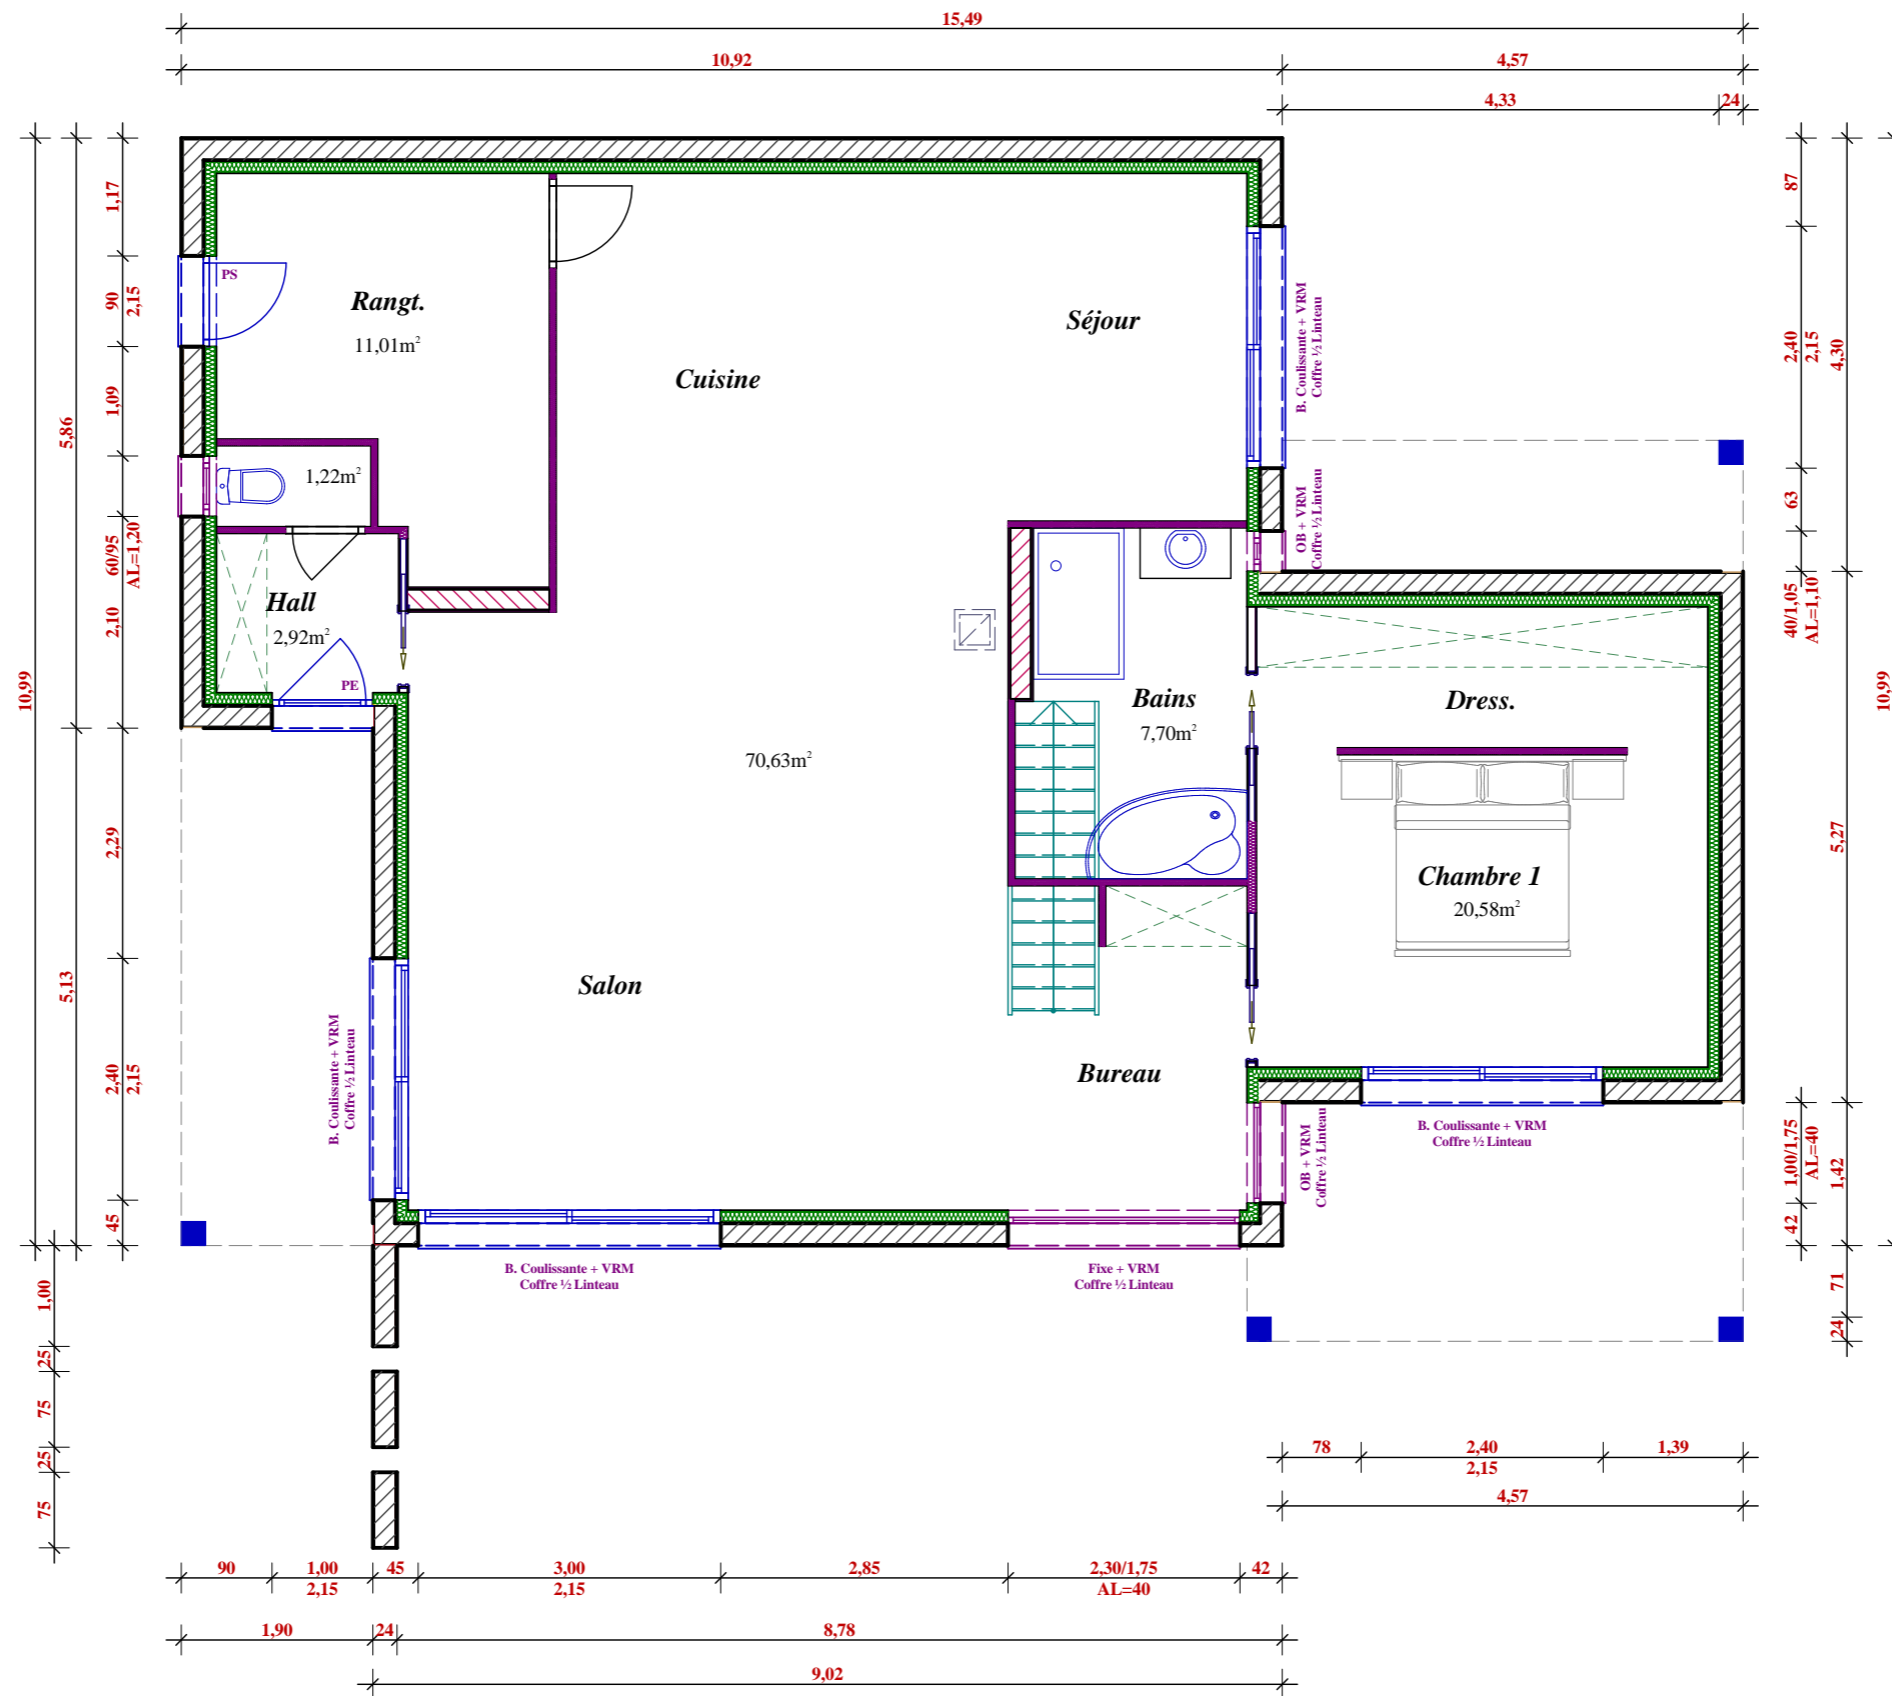 15,49
10,92
4,57
4,33
24
1,17
90
2,15
1,09
60/95
AL=1,20
2,10
2,29
2,40
2,15
45
5,86
5,13
10,99
1,00
25
75
25
75
PS
Rangt.
11,01m²
Cuisine
Séjour
1,22m²
Hall
2,92m²
PE
70,63m²
Bains
7,70m²
Dress.
Chambre 1
20,58m²
Salon
Bureau
B. Coulissante + VRM
Coffre ½ Linteau
OB + VRM
Coffre ½ Linteau
B. Coulissante + VRM
Coffre ½ Linteau
OB + VRM
Coffre ½ Linteau
B. Coulissante + VRM
Coffre ½ Linteau
B. Coulissante + VRM
Coffre ½ Linteau
Fixe + VRM
Coffre ½ Linteau
87
2,40
2,15
4,30
63
40/1,05
AL=1,10
10,99
5,27
1,00/1,75
AL=40
1,42
42
71
24
78
2,40
2,15
1,39
4,57
90
1,00
2,15
45
3,00
2,15
2,85
2,30/1,75
AL=40
42
1,90
24
8,78
9,02